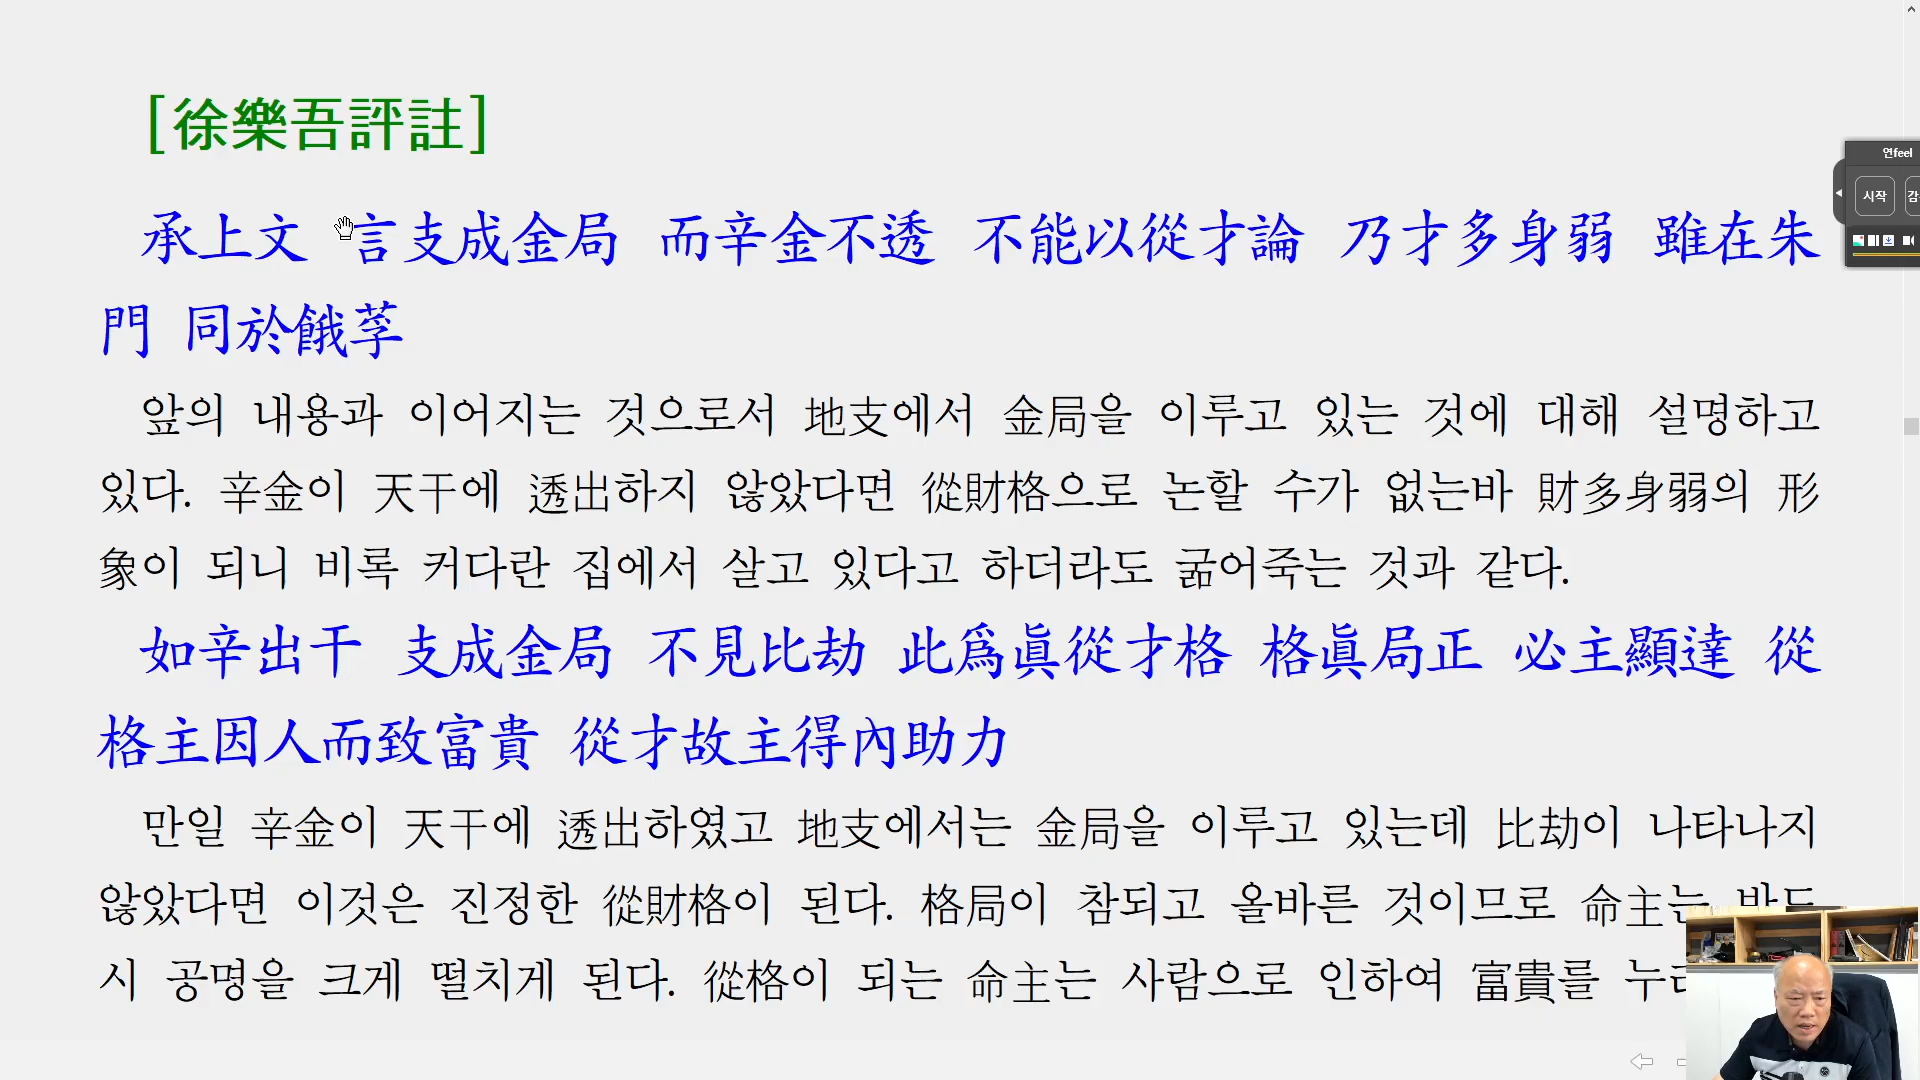 [徐樂吾評註]
承上文 言支成金局 而辛金不透 不能以從才論 乃才多身弱 雖在朱
門 同於餓莩
앞의 내용과 이어지는 것으로서 地支에서 金局을 이루고 있는 것에 대해 설명하고
있다. 辛金이 天干에 透出하지 않았다면 從財格으로 논할 수가 없는바 財多身弱의 形
象이 되니 비록 커다란 집에서 살고 있다고 하더라도 굶어죽는 것과 같다.
如辛出干 支成金局 不見比劫 此爲眞從才格 格眞局正 必主顯達 從
格主因人而致富貴 從才故主得內助力
만일 辛金이 天干에 透出하였고 地支에서는 金局을 이루고 있는데 比劫이 나타나지
않았다면 이것은 진정한 從財格이 된다. 格局이 참되고 올바른 것이므로 命主는
시 공명을 크게 떨치게 된다. 從格이 되는 命主는 사람으로 인하여 富貴를
연feel
시작